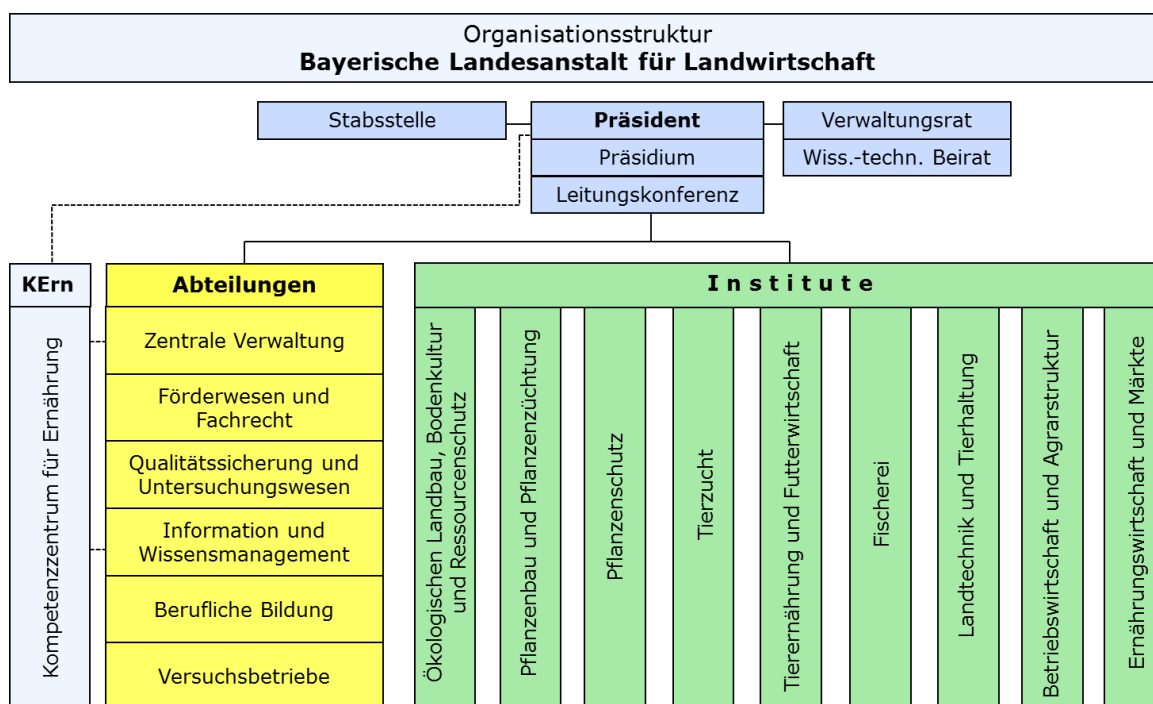 Organisationsstruktur
Bayerische Landesanstalt für Landwirtschaft
Stabsstelle
Präsident
Verwaltungsrat
Präsidium
Wiss.-techn. Beirat
Leitungskonferenz
KErn
Abteilungen
Institute
Kompetenzzentrum für Ernährung
Zentrale Verwaltung
Förderwesen und
Fachrecht
Qualitätssicherung und
Untersuchungswesen
Information und
Wissensmanagement
Berufliche Bildung
Versuchsbetriebe
Ökologischen Landbau, Bodenkultur
und Ressourcenschutz
Pflanzenbau und Pflanzenzüchtung
Pflanzenschutz
Tierzucht
Tierernährung und Futterwirtschaft
Fischerei
Landtechnik und Tierhaltung
Betriebswirtschaft und Agrarstruktur
Ernährungswirtschaft und Märkte